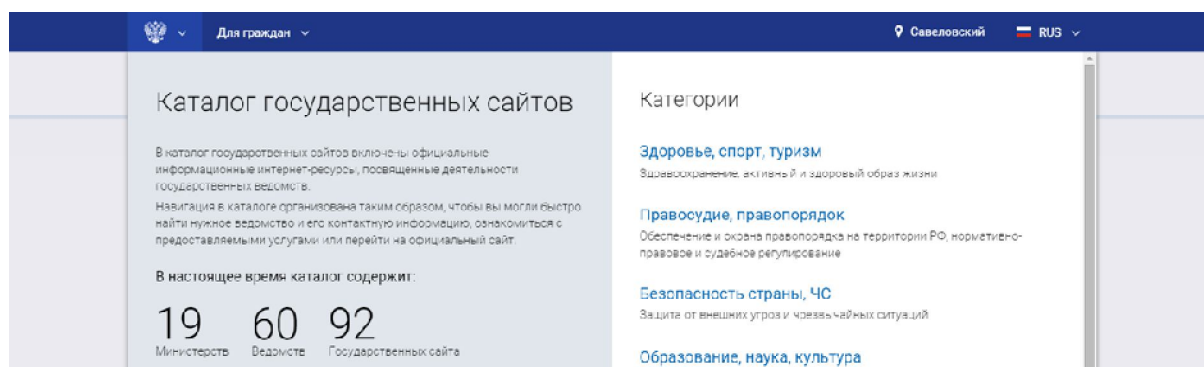 Для граждан
Савеловский
RUS
Каталог государственных сайтов
В каталог государственных сайтов включены официальные
информационные интернет-ресурсы, посвященные деятельности
государственных ведомств.
Навигация в каталоге организована таким образом, чтобы вы могли быстро
найти нужное ведомство и его контактную информацию, ознакомиться с
предоставляемыми услугами или перейти на официальный сайт.
В настоящее время каталог содержит:
19 60 92
Министерств Ведомств Государственных сайта
Категории
Здоровье, спорт, туризм
Здравоохранение, активный и здоровый образ жизни
Правосудие, правопорядок
Обеспечение и охрана правопорядка на территории РФ, нормативно-
правовое и судебное регулирование
Безопасность страны, ЧС
Защита от внешних угроз и чрезвычайных ситуаций
Образование, наука, культура